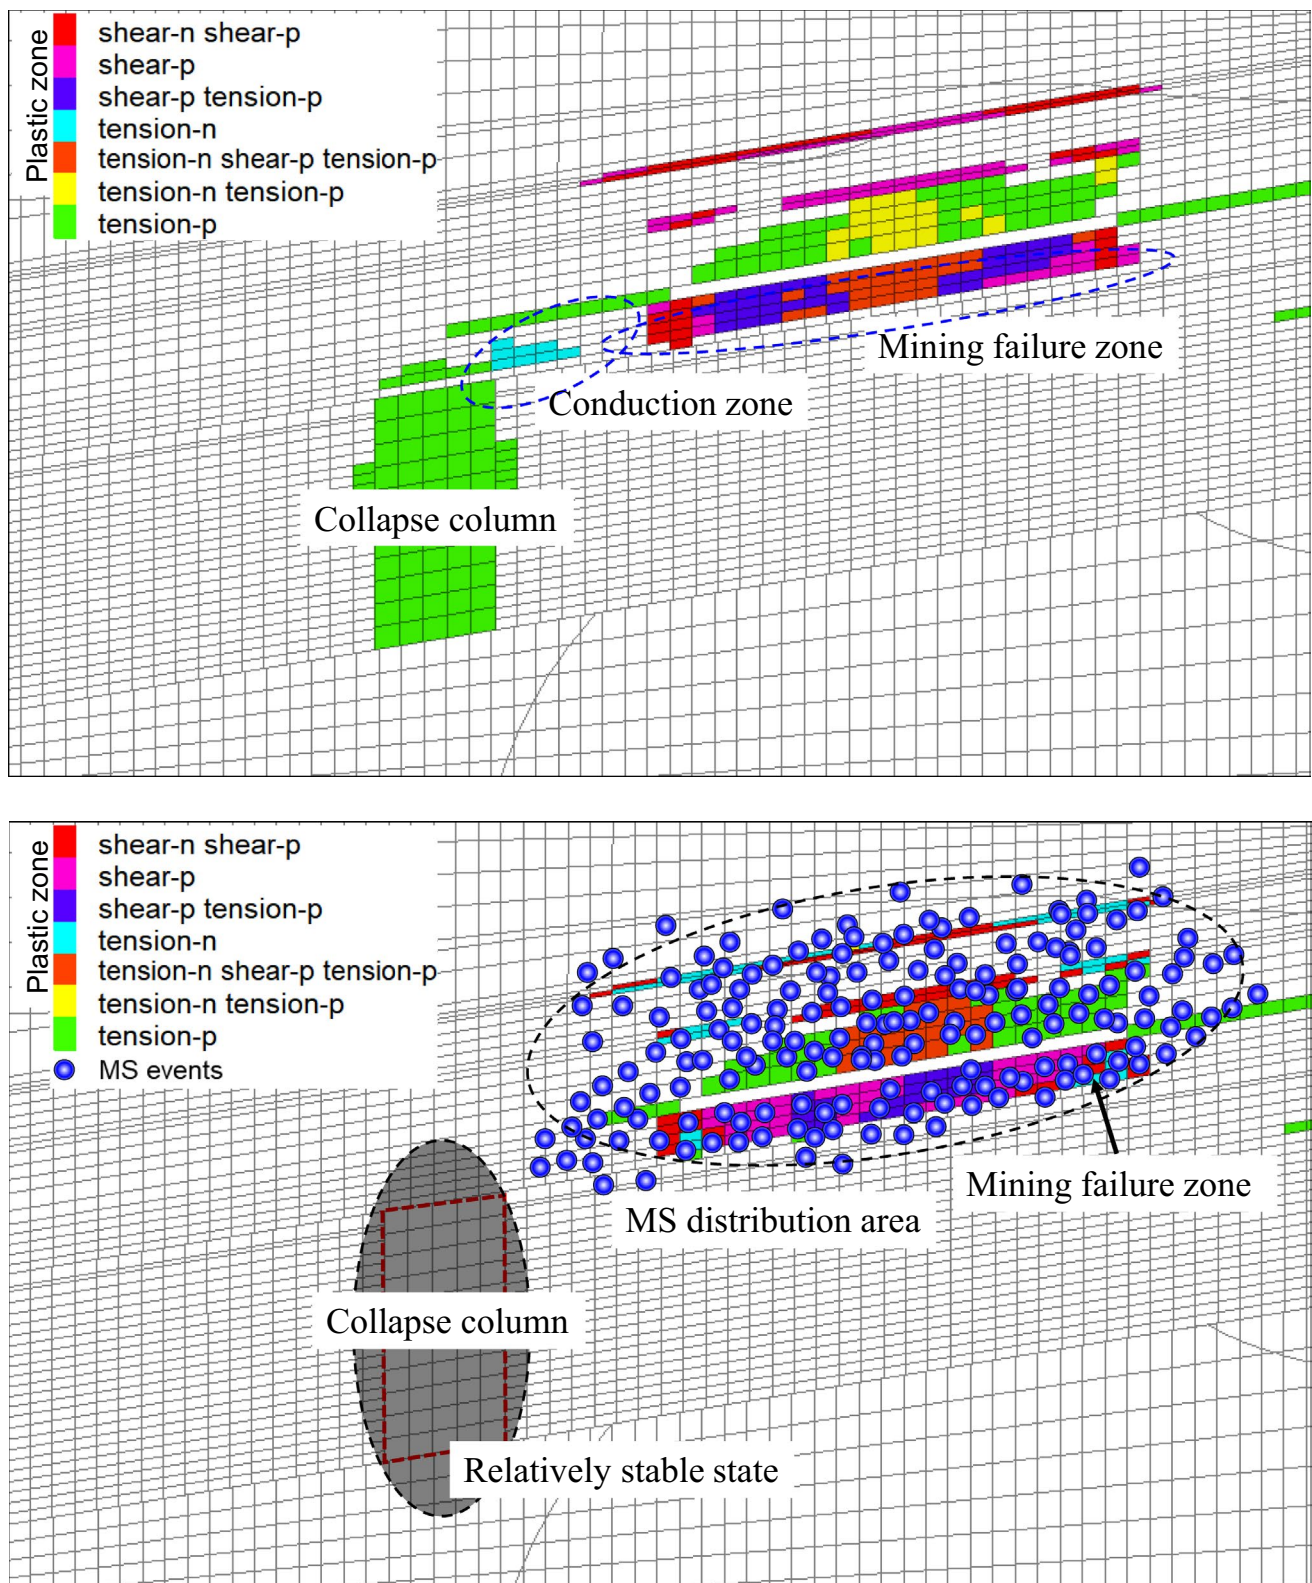 Plastic zone
shear-n shear-p
shear-p
shear-p tension-p
tension-n
tension-n shear-p tension-p
tension-n tension-p
tension-p
Mining failure zone
Conduction zone
Collapse column
Plastic zone
shear-n shear-p
shear-p
shear-p tension-p
tension-n
tension-n shear-p tension-p
tension-n tension-p
tension-p
MS events
Mining failure zone
MS distribution area
Collapse column
Relatively stable state